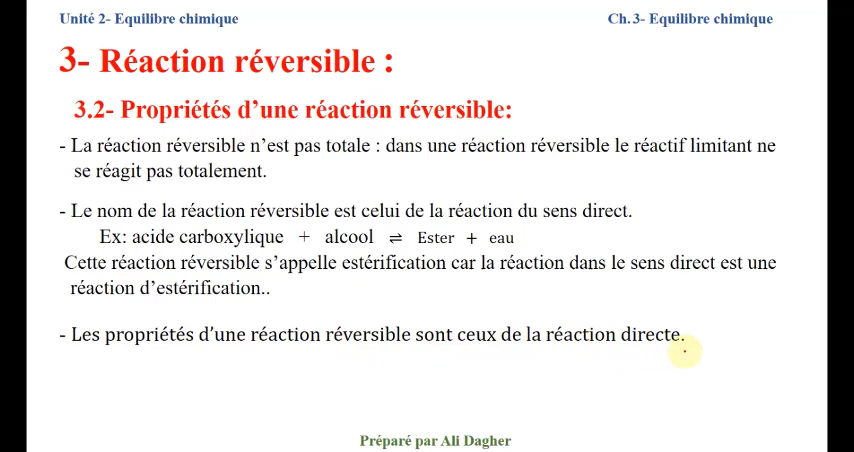 Unité 2- Equilibre chimique
Ch. 3- Equilibre chimique
3- Réaction réversible :
3.2- Propriétés d’une réaction réversible:
- La réaction réversible n’est pas totale : dans une réaction réversible le réactif limitant ne
se réagit pas totalement.
- Le nom de la réaction réversible est celui de la réaction du sens direct.
Ex: acide carboxylique + alcool ⇌ Ester + eau
Cette réaction réversible s’appelle estérification car la réaction dans le sens direct est une
réaction d’estérification..
- Les propriétés d’une réaction réversible sont ceux de la réaction directe.
Préparé par Ali Dagher